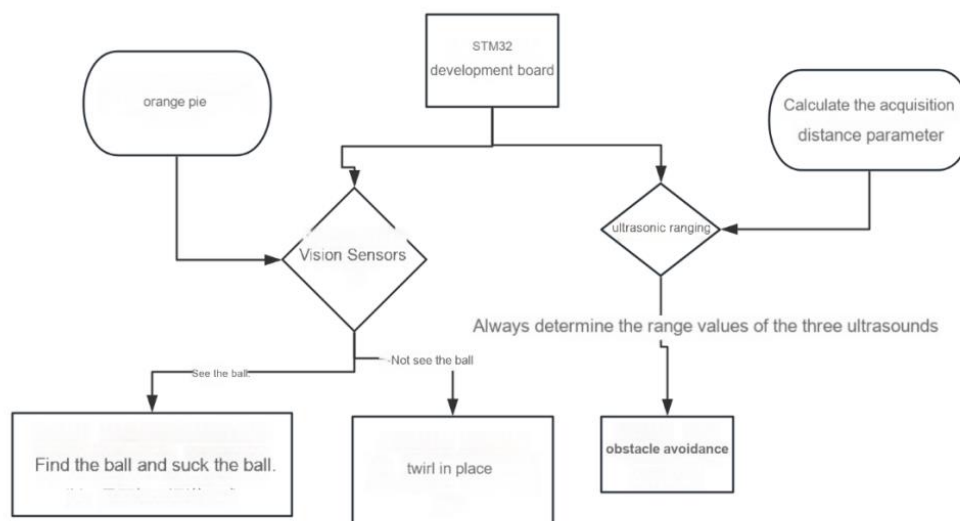 STM32
development board
orange pie
Calculate the acquisition
distance parameter
Vision Sensors
ultrasonic ranging
Always determine the range values of the three ultrasounds
See the ball.
-Not see the ball
Find the ball and suck the ball.
twirl in place
obstacle avoidance